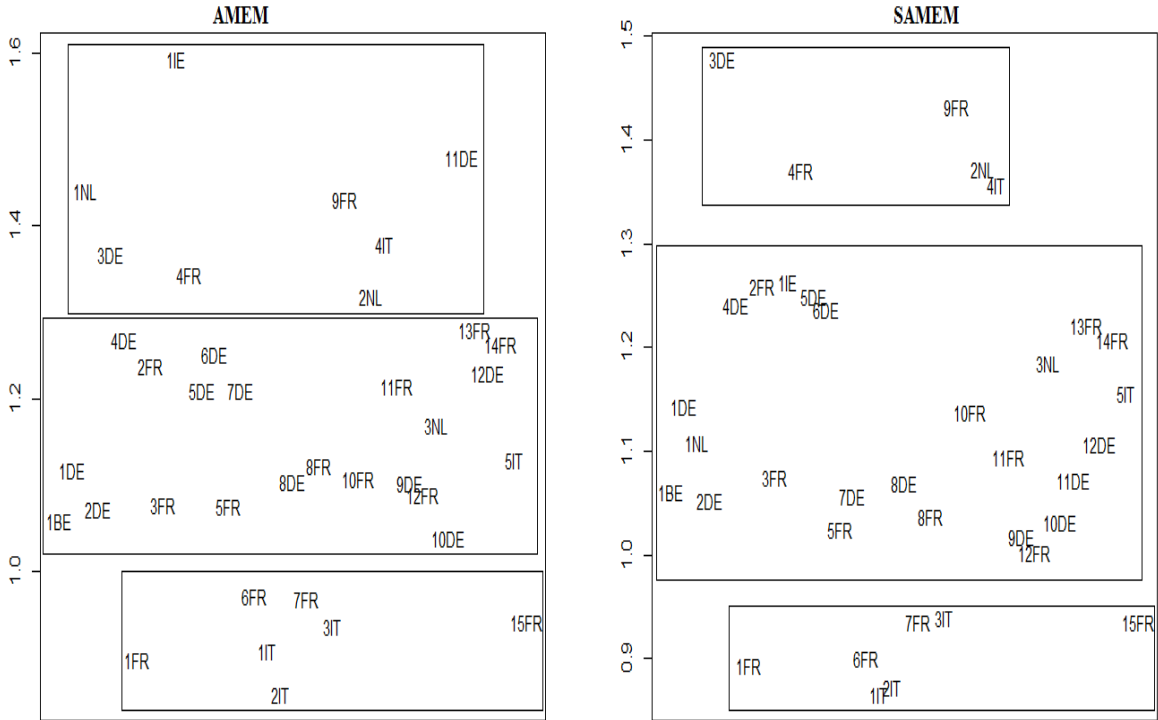 AMEM
1.6
1.4
1.2
1.0
1IE
11DE
1NL
9FR
4IT
3DE
4FR
2NL
13FR
4DE
14FR
6DE
2FR
12DE
11FR
5DE
7DE
3NL
5IT
8FR
1DE
10FR
8DE
9DE
12FR
3FR
5FR
2DE
1BE
10DE
6FR
7FR
15FR
3IT
1IT
1FR
2IT
SAMEM
1.5
1.4
1.3
1.2
1.1
1.0
0.9
3DE
9FR
4FR
2NL
4IT
1IE
2FR
5DE
4DE
6DE
13FR
14FR
3NL
5IT
1DE
10FR
1NL
12DE
11FR
3FR
11DE
8DE
1BE
7DE
2DE
8FR
10DE
5FR
9DE
12FR
3IT
7FR
15FR
6FR
1FR
2IT
1IT